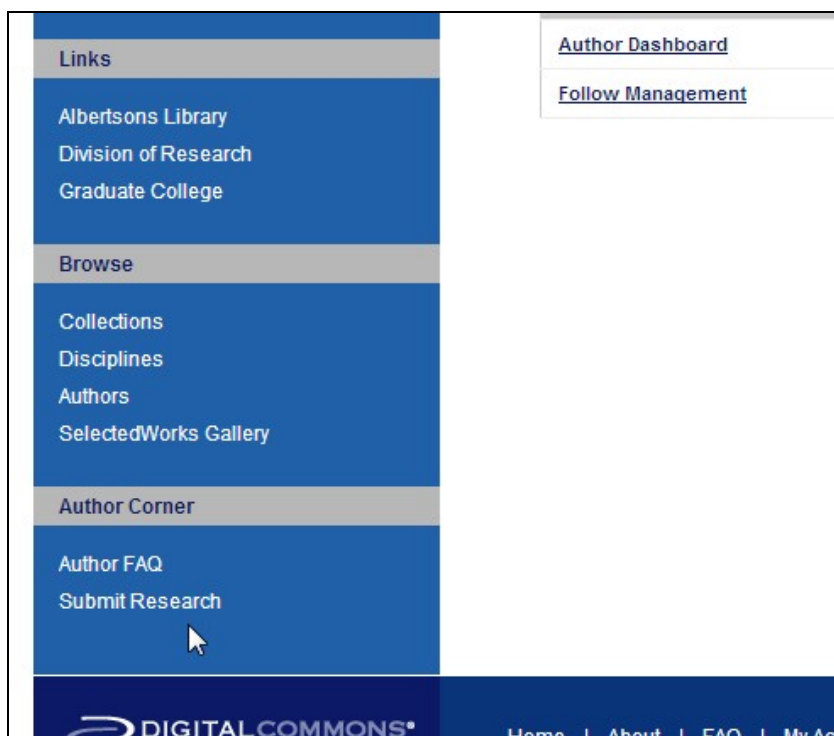 Links
Albertsons Library
Division of Research
Graduate College
Browse
Collections
Disciplines
Authors
SelectedWorks Gallery
Author Corner
Author FAQ
Submit Research
Author Dashboard
Follow Management
DIGITALCOMMONS®
Home | About | FAQ | My